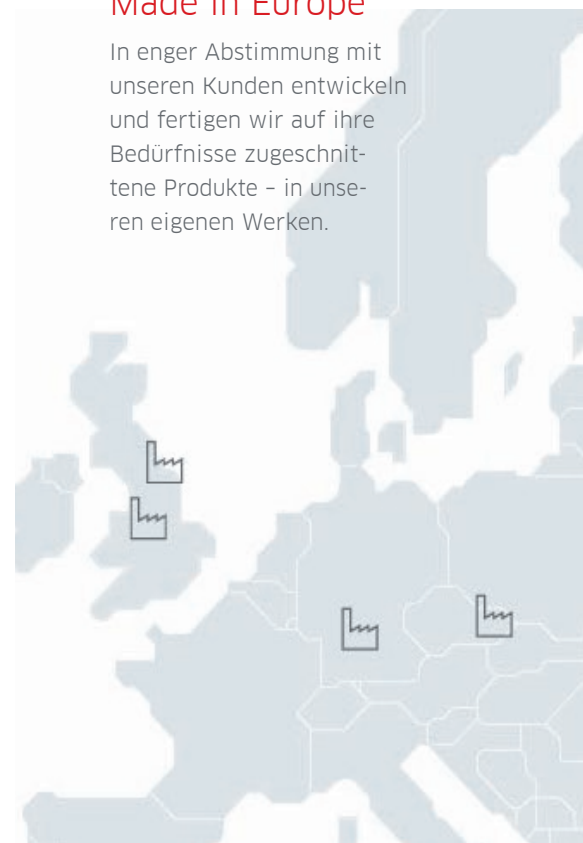 Made in Europe
In enger Abstimmung mit
unseren Kunden entwickeln
und fertigen wir auf ihre
Bedürfnisse zugeschnit-
tene Produkte – in unse-
ren eigenen Werken.